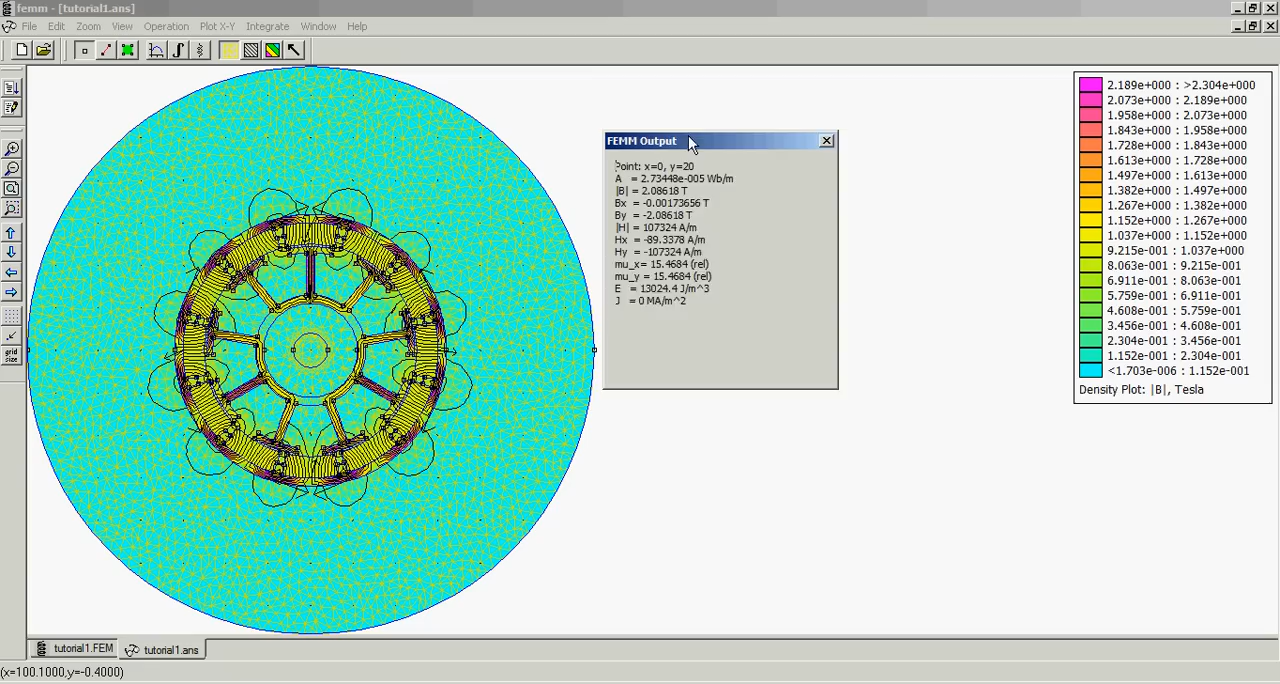 femm - [tutorial1.ans]
File Edit Zoom View Operation Plot X-Y Integrate Window Help
FEMM Output
Point: x=0, y=20
A = 2.73448e-005 Wb/m
|B| = 2.08618 T
Bx = -0.00173656 T
By = -2.08618 T
|H| = 107324 A/m
Hx = -89.3378 A/m
Hy = -107324 A/m
mu_x= 15.4684 (rel)
mu_y = 15.4684 (rel)
E = 13024.4 J/m^3
J = 0 MA/m^2
2.189e+000 : >2.304e+000
2.073e+000 : 2.189e+000
1.958e+000 : 2.073e+000
1.843e+000 : 1.958e+000
1.728e+000 : 1.843e+000
1.613e+000 : 1.728e+000
1.497e+000 : 1.613e+000
1.382e+000 : 1.497e+000
1.267e+000 : 1.382e+000
1.152e+000 : 1.267e+000
1.037e+000 : 1.152e+000
9.215e-001 : 1.037e+000
8.063e-001 : 9.215e-001
6.911e-001 : 8.063e-001
5.759e-001 : 6.911e-001
4.608e-001 : 5.759e-001
3.456e-001 : 4.608e-001
2.304e-001 : 3.456e-001
1.152e-001 : 2.304e-001
<1.703e-006 : 1.152e-001
Density Plot: |B|, Tesla
grid
size
tutorial1.FEM
tutorial1.ans
(x=100.1000,y=-0.4000)